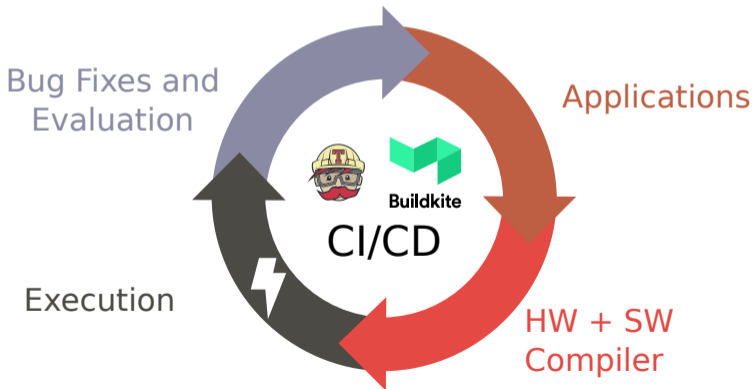 Bug Fixes and
Evaluation
Applications
T
Buildkite
CI/CD
Execution
HW + SW
Compiler